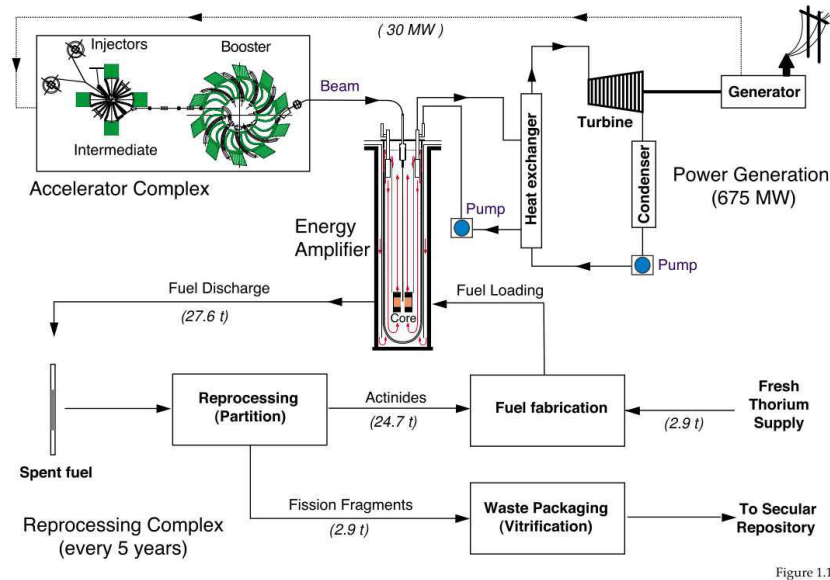 ( 30 MW )
Injectors
Booster
Intermediate
Accelerator Complex
Beam
Energy
Amplifier
Core
Pump
Heat exchanger
Turbine
Generator
Condenser
Pump
Power Generation
(675 MW)
Fuel Discharge
(27.6 t)
Fuel Loading
Spent fuel
Reprocessing
(Partition)
Actinides
(24.7 t)
Fuel fabrication
(2.9 t)
Fresh
Thorium
Supply
Fission Fragments
(2.9 t)
Waste Packaging
(Vitrification)
To Secular
Repository
Reprocessing Complex
(every 5 years)
Figure 1.1